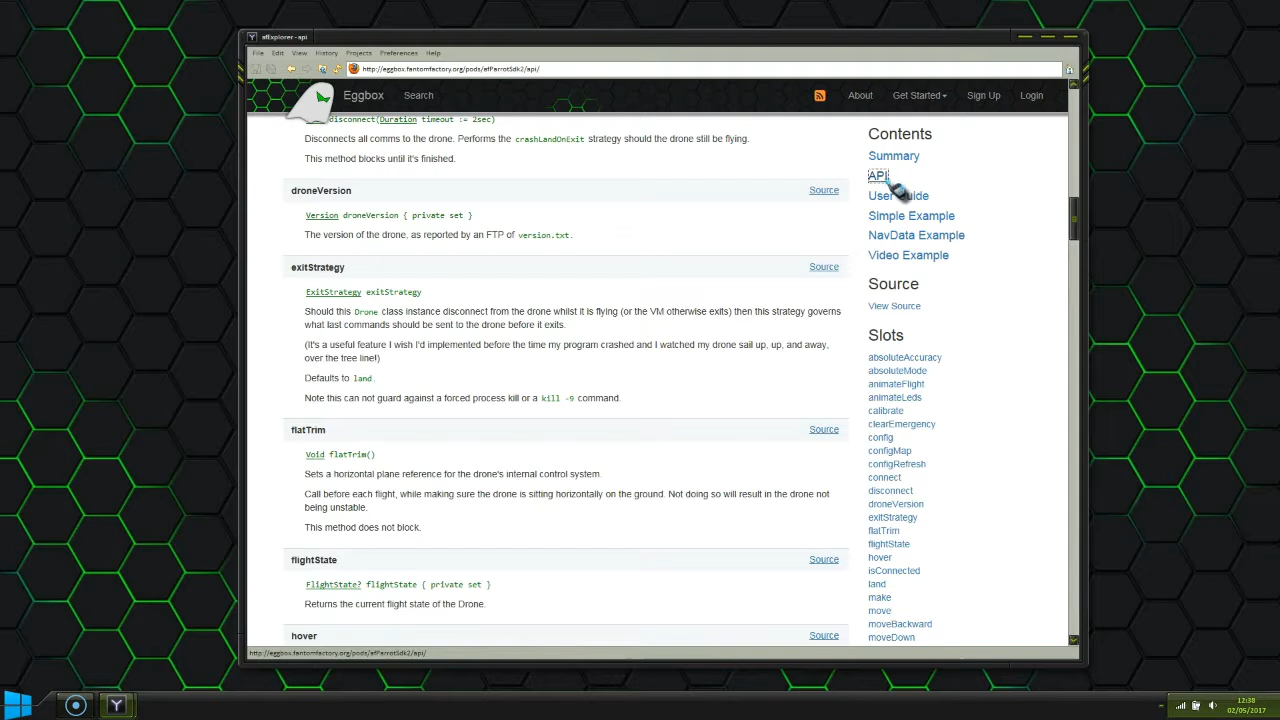 afExplorer - api
File Edit View History Projects Preferences Help
http://eggbox.fantomfactory.org/pods/afParrotSdk2/api/
Eggbox Search About Get Started Sign Up Login
disconnect(Duration timeout := 2sec)
Disconnects all comms to the drone. Performs the crashLandOnExit strategy should the drone still be flying.
This method blocks until it's finished.
droneVersion Source
Version droneVersion { private set }
The version of the drone, as reported by an FTP of version.txt.
exitStrategy Source
ExitStrategy exitStrategy
Should this Drone class instance disconnect from the drone whilst it is flying (or the VM otherwise exits) then this strategy governs
what last commands should be sent to the drone before it exits.
(It's a useful feature I wish I'd implemented before the time my program crashed and I watched my drone sail up, up, and away,
over the tree line!)
Defaults to land.
Note this can not guard against a forced process kill or a kill -9 command.
flatTrim Source
Void flatTrim()
Sets a horizontal plane reference for the drone's internal control system.
Call before each flight, while making sure the drone is sitting horizontally on the ground. Not doing so will result in the drone not
being unstable.
This method does not block.
flightState Source
FlightState? flightState { private set }
Returns the current flight state of the Drone.
hover Source
Contents
Summary
API
User Guide
Simple Example
NavData Example
Video Example
Source
View Source
Slots
absoluteAccuracy
absoluteMode
animateFlight
animateLeds
calibrate
clearEmergency
config
configMap
configRefresh
connect
disconnect
droneVersion
exitStrategy
flatTrim
flightState
hover
isConnected
land
make
move
moveBackward
moveDown
http://eggbox.fantomfactory.org/pods/afParrotSdk2/api/
12:38
02/05/2017